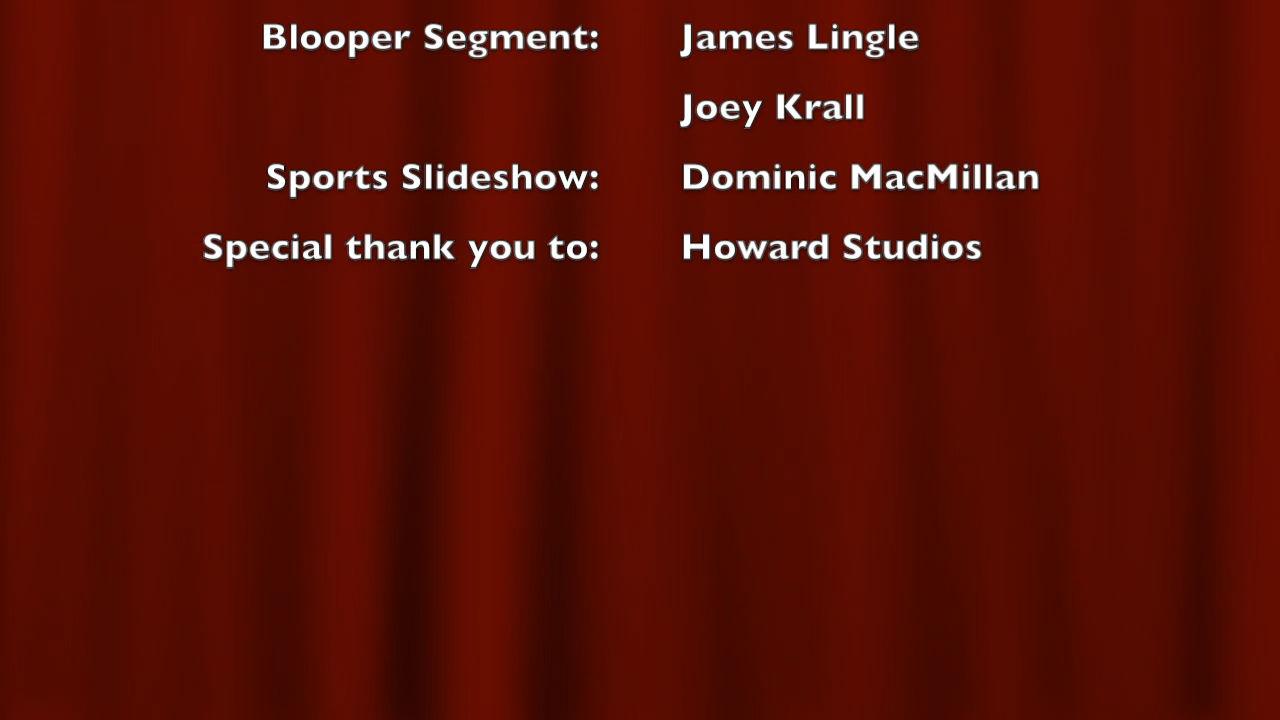 Blooper Segment: James Lingle
Joey Krall
Sports Slideshow: Dominic MacMillan
Special thank you to: Howard Studios